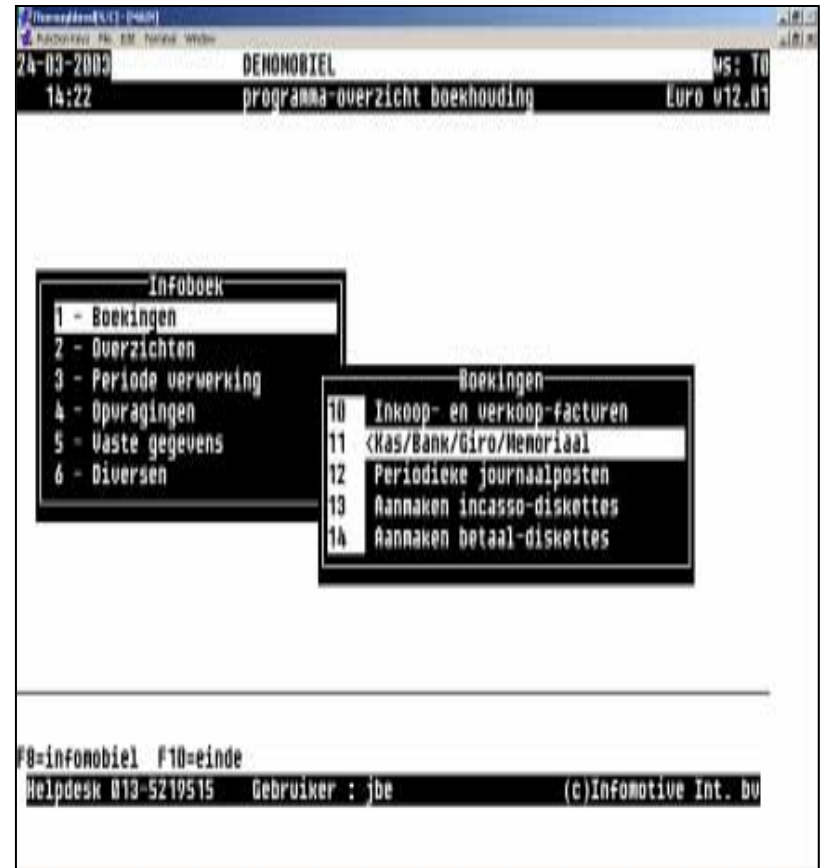 24-03-2003 DEMOMOBIEL ws: T0
14:22 programma-overzicht boekhouding Euro v12.01
Infoboek
1 - Boekingen
2 - Overzichten
3 - Periode verwerking
4 - Opvragingen
5 - Vaste gegevens
6 - Diversen
Boekingen
10 Inkoop- en verkoop-facturen
11 <Kas/Bank/Giro/Memoriaal
12 Periodieke journaalposten
13 Aanmaken incasso-diskettes
14 Aanmaken betaal-diskettes
F8=infomobiel F10=einde
Helpdesk 013-5219515 Gebruiker : jbe (c)Infomotive Int. bv